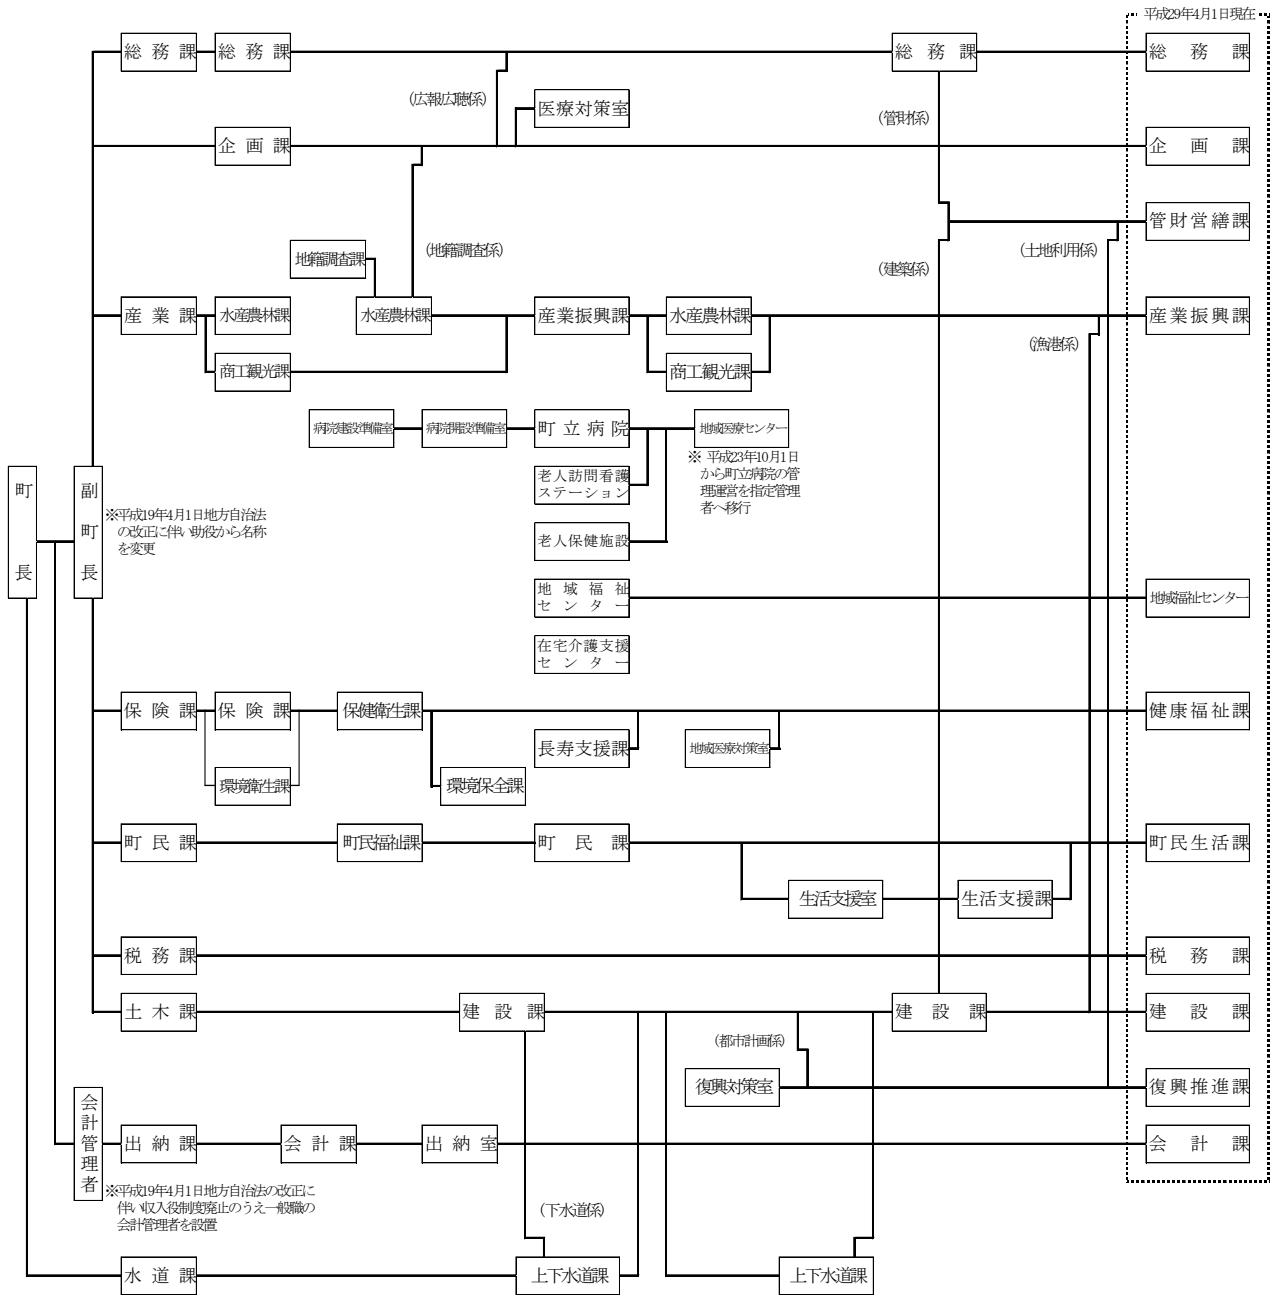 平成29年4月1日現在
総務課
総務課
総務課
総務課
(広報広聴係)
医療対策室
(管財係)
企画課
企画課
管財営繕課
地籍調査課
(地籍調査係)
(土地利用係)
(建築係)
産業課
水産農林課
水産農林課
産業振興課
水産農林課
産業振興課
(漁港係)
商工観光課
商工観光課
病院建設準備室
病院開設準備室
町立病院
地域医療センター
※ 平成23年10月1日
から町立病院の管
理運営を指定管理
者へ移行
老人訪問看護
ステーション
町長
副町長
※平成19年4月1日地方自治法
の改正に伴い助役から名称
を変更
老人保健施設
地域福祉
センター
地域福祉センター
在宅介護支援
センター
保険課
保険課
保健衛生課
健康福祉課
長寿支援課
地域医療対策室
環境衛生課
環境保全課
町民課
町民福祉課
町民課
町民生活課
生活支援室
生活支援課
税務課
税務課
土木課
建設課
建設課
建設課
(都市計画係)
復興対策室
復興推進課
会計管理者
出納課
会計課
出納室
会計課
※平成19年4月1日地方自治法の改正に
伴い収入役制度廃止のうえ一般職の
会計管理者を設置
(下水道係)
水道課
上下水道課
上下水道課